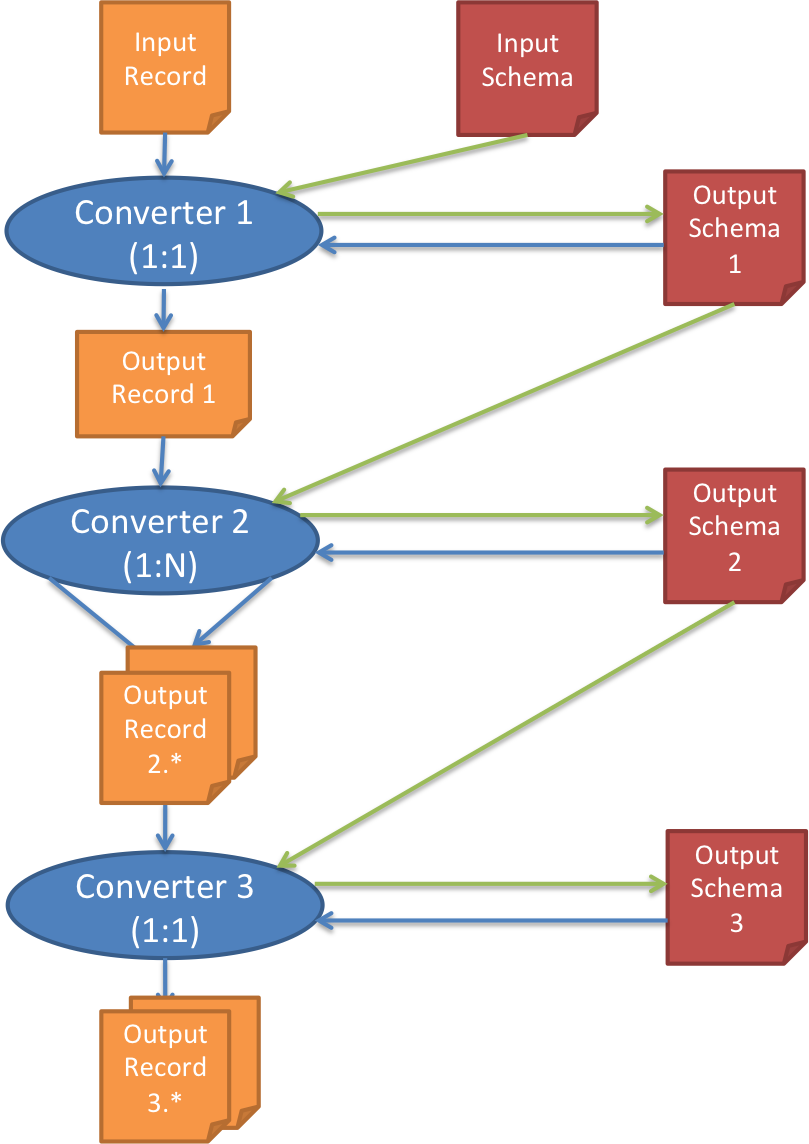 Input
Record
Input
Schema
Converter 1
(1:1)
Output
Schema
1
Output
Record 1
Converter 2
(1:N)
Output
Schema
2
Output
Record
2.*
Converter 3
(1:1)
Output
Schema
3
Output
Record
3.*